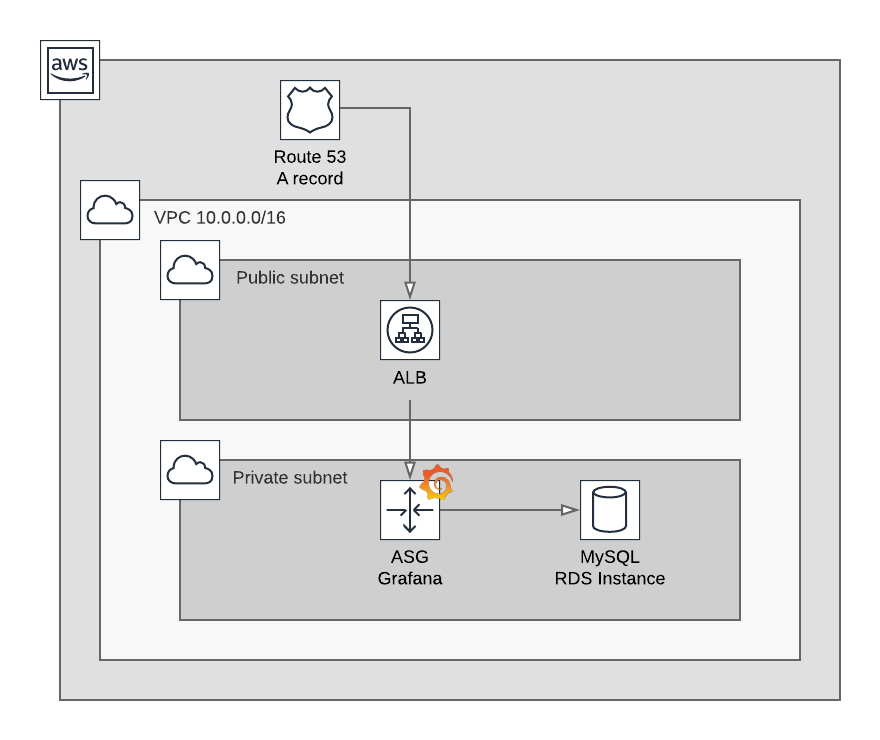 aws
Route 53
A record
VPC 10.0.0.0/16
Public subnet
ALB
Private subnet
ASG
Grafana
MySQL
RDS Instance